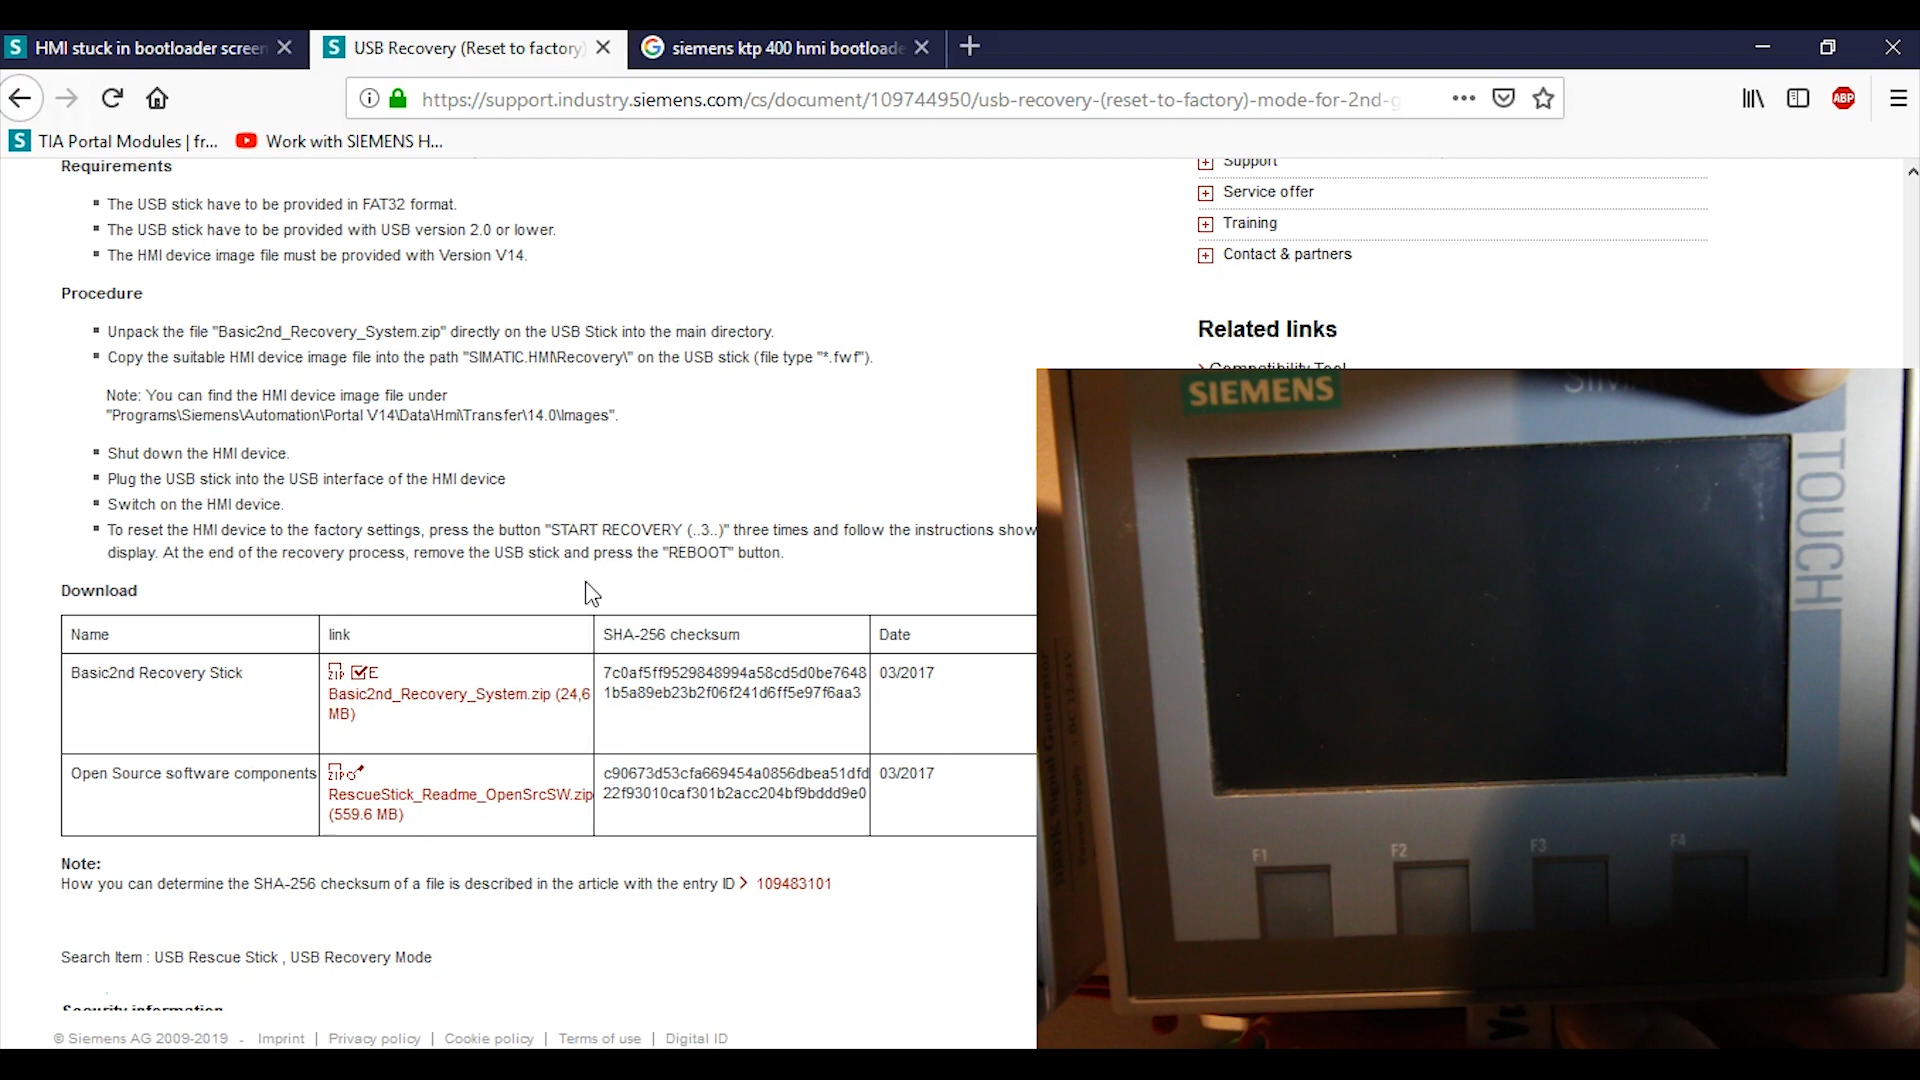 HMI stuck in bootloader screen
USB Recovery (Reset to factory)
siemens ktp 400 hmi bootloade
https://support.industry.siemens.com/cs/document/109744950/usb-recovery-(reset-to-factory)-mode-for-2nd-g
ABP
TIA Portal Modules | fr...
Work with SIEMENS H...
Requirements
The USB stick have to be provided in FAT32 format.
The USB stick have to be provided with USB version 2.0 or lower.
The HMI device image file must be provided with Version V14.
Procedure
Unpack the file "Basic2nd_Recovery_System.zip" directly on the USB Stick into the main directory.
Copy the suitable HMI device image file into the path "SIMATIC.HMI\Recovery\" on the USB stick (file type "*.fwf").
Note: You can find the HMI device image file under
"Programs\Siemens\Automation\Portal V14\Data\Hmi\Transfer\14.0\Images".
Shut down the HMI device.
Plug the USB stick into the USB interface of the HMI device
Switch on the HMI device.
To reset the HMI device to the factory settings, press the button "START RECOVERY (..3..)" three times and follow the instructions show
display. At the end of the recovery process, remove the USB stick and press the "REBOOT" button.
Download
Name link SHA-256 checksum Date
Basic2nd Recovery Stick
ZIP E
Basic2nd_Recovery_System.zip (24,6
MB)
7c0af5ff9529848994a58cd5d0be7648
1b5a89eb23b2f06f241d6ff5e97f6aa3
03/2017
Open Source software components
ZIP
RescueStick_Readme_OpenSrcSW.zip
(559.6 MB)
c90673d53cfa669454a0856dbea51dfd
22f93010caf301b2acc204bf9bddd9e0
03/2017
Note:
How you can determine the SHA-256 checksum of a file is described in the article with the entry ID 109483101
Search Item : USB Rescue Stick , USB Recovery Mode
Security information
© Siemens AG 2009-2019 - Imprint | Privacy policy | Cookie policy | Terms of use | Digital ID
Support
Service offer
Training
Contact & partners
Related links
Compatibility Tool
SIEMENS
TOUCH
F1
F2
F3
F4